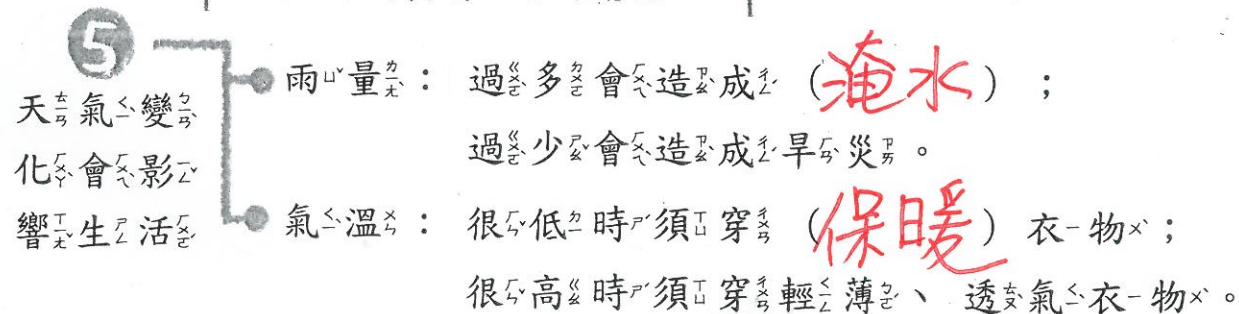 5
天氣變
化會影
響生活
雨量： 過多會造成（淹水）；
過少會造成旱災。
氣溫： 很低時須穿（保暖）衣物；
很高時須穿輕薄、透氣衣物。